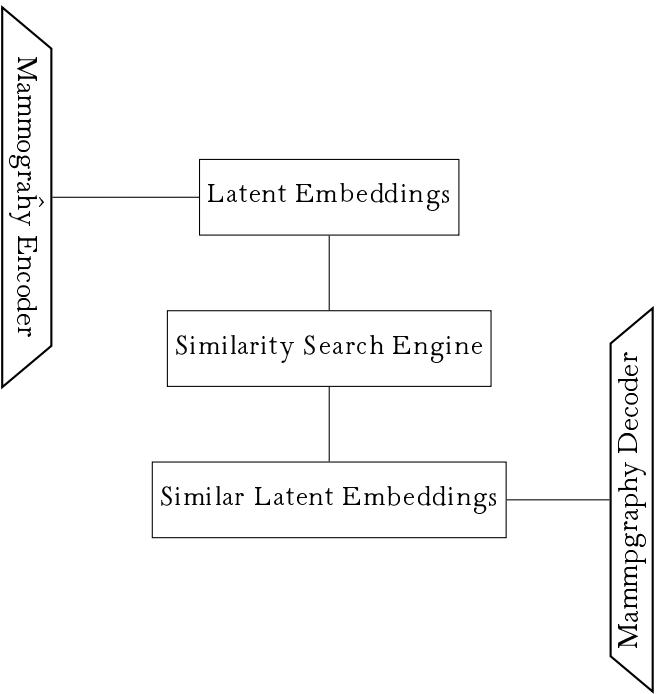 Mammograĥy Encoder
Latent Embeddings
Similarity Search Engine
Similar Latent Embeddings
Mammpgraphy Decoder